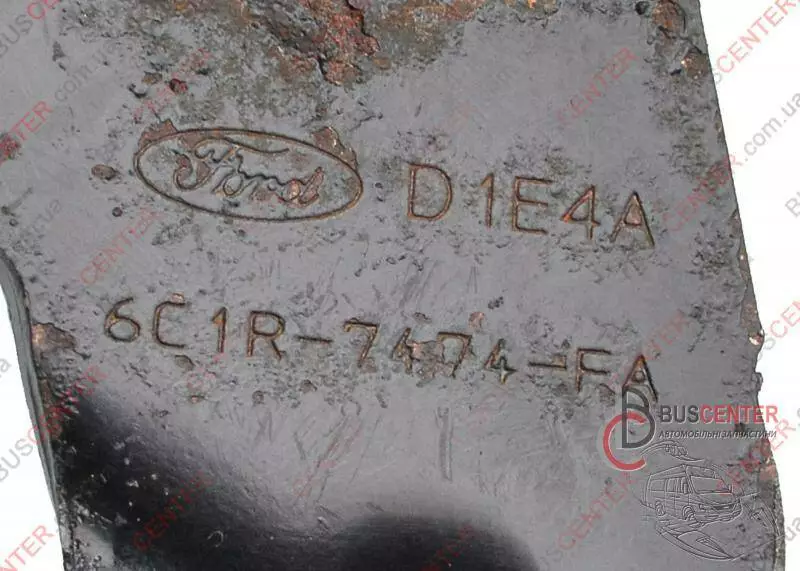 Ford D1E4A
6C1R-7474-FA
BUSCENTER
АВТОМОБІЛЬНІ ЗАПЧАСТИНИ